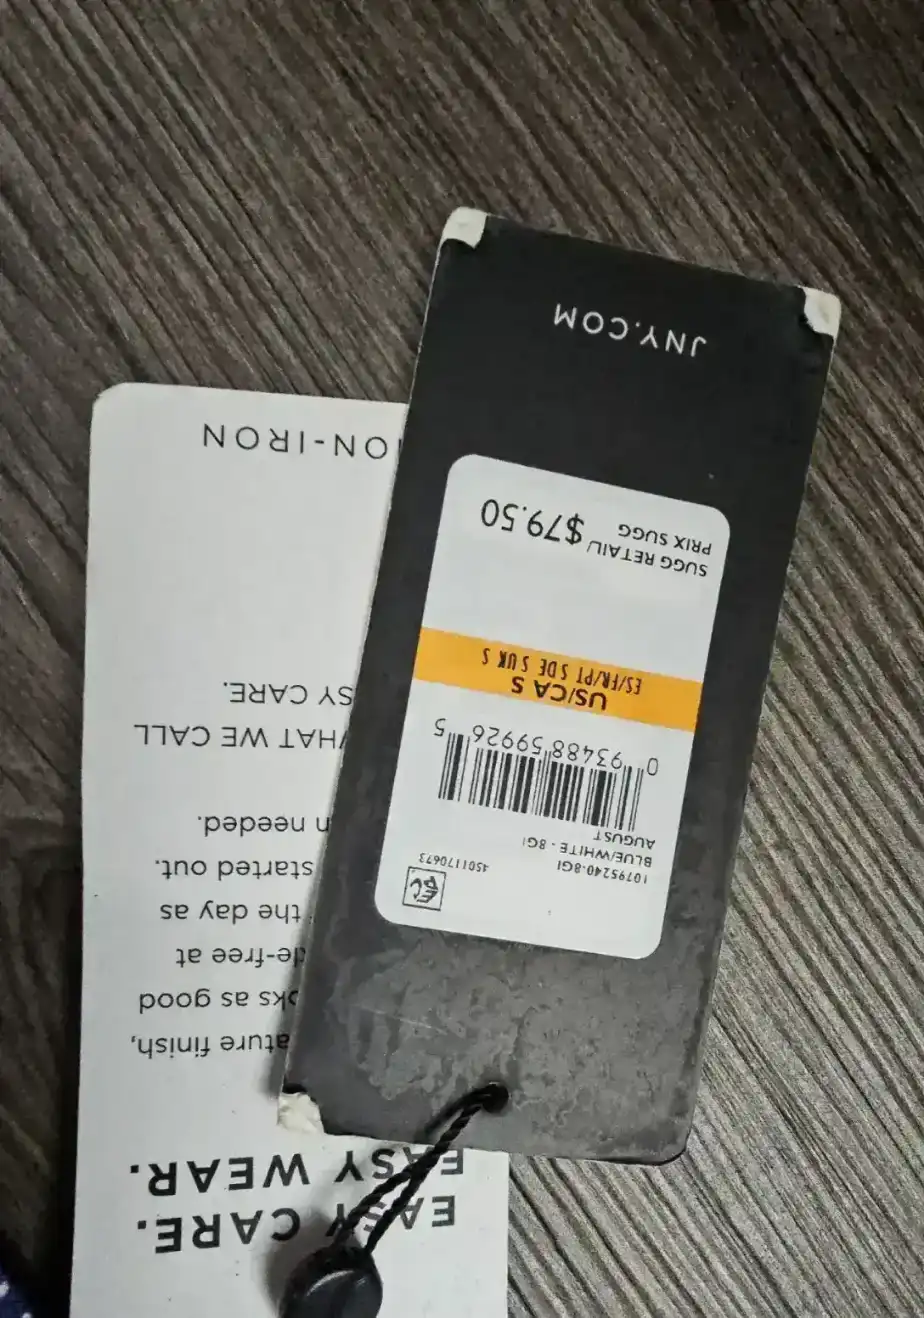 EASY CARE.
EASY WEAR.
ature finish,
oks as good
de-free at
the day as
started out.
n needed.
HAT WE CALL
SY CARE.
ON-IRON
10795240-8GI
BLUE/WHITE - 8GI
AUGUST
4501170673
0 93488 59926 5
US/CA S
ES/FR/PT S DE S UK S
SUGG RETAIL/
PRIX SUGG
$79.50
JNY.COM